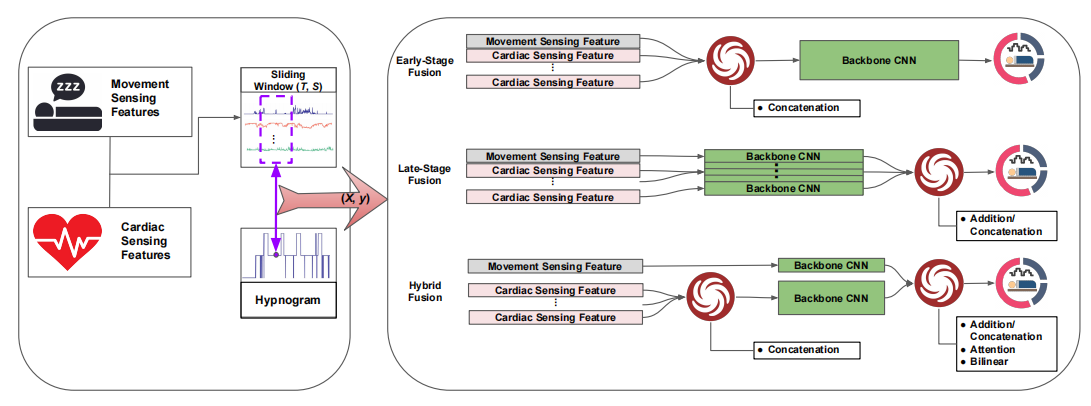 zzz
Movement
Sensing
Features
Cardiac
Sensing
Features
Sliding
Window (T, S)
⋮
(X, y)
Hypnogram
Early-Stage
Fusion
Movement Sensing Feature
Cardiac Sensing Feature
⋮
Cardiac Sensing Feature
Backbone CNN
● Concatenation
Late-Stage
Fusion
Movement Sensing Feature
Cardiac Sensing Feature
⋮
Cardiac Sensing Feature
Backbone CNN
⋮
Backbone CNN
● Addition/
Concatenation
Hybrid
Fusion
Movement Sensing Feature
Cardiac Sensing Feature
⋮
Cardiac Sensing Feature
● Concatenation
Backbone CNN
Backbone CNN
● Addition/
Concatenation
● Attention
● Bilinear